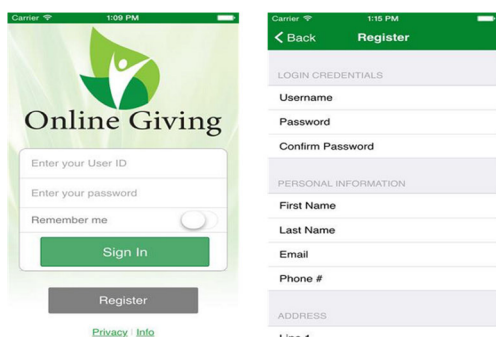 Carrier 1:09 PM
Online Giving
Enter your User ID
Enter your password
Remember me
Sign In
Register
Privacy | Info
Carrier 1:15 PM
Back Register
LOGIN CREDENTIALS
Username
Password
Confirm Password
PERSONAL INFORMATION
First Name
Last Name
Email
Phone #
ADDRESS
Line 1